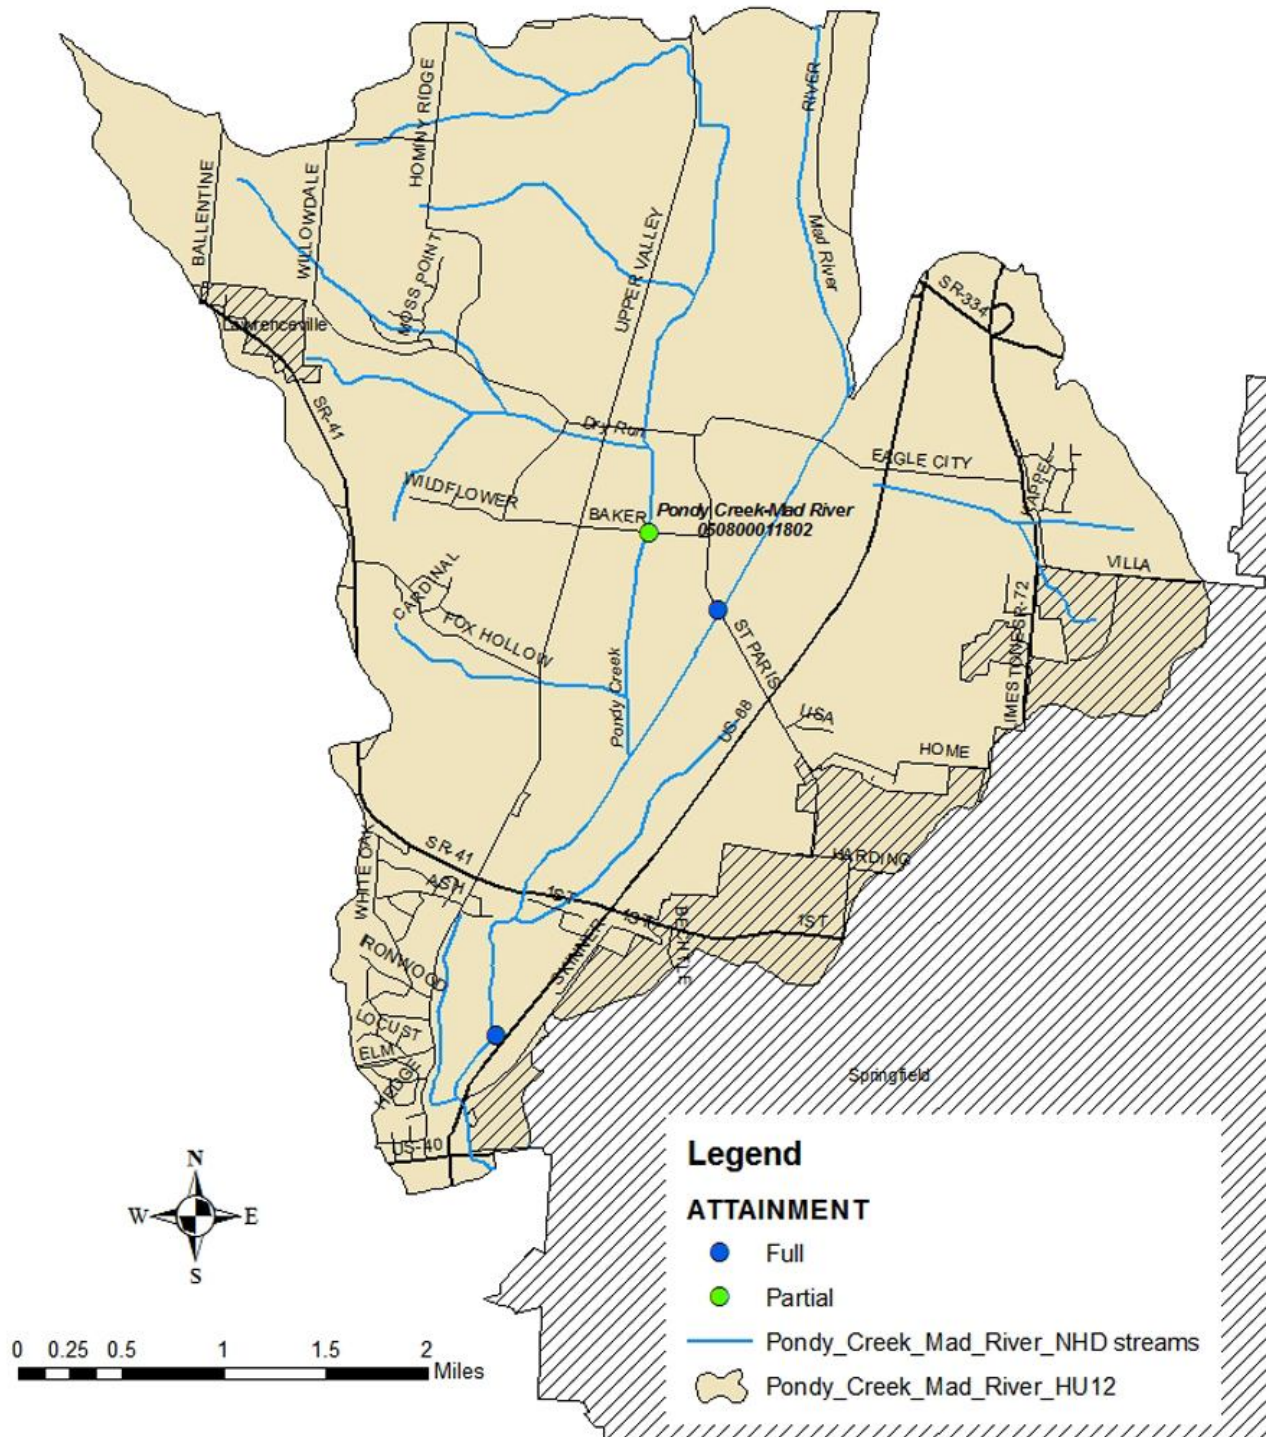 HOMINY RIDGE
RIVER
BALLENTINE
WILLOWDALE
MOSS POINT
UPPER VALLEY
Mad River
SR-334
Lawrenceville
SR-41
Dry Run
EAGLE CITY
WILDFLOWER
BAKER
Pondy Creek-Mad River
050800011802
VILLA
CARDINAL
FOX HOLLOW
ST PARIS
SR-72
Pondy Creek
US-68
USA
HOME
WHITE OAK
SR-41
ASH
1ST
1ST
BECHTLE
1ST
HARDING
SKINNER
IRONWOOD
LOCUST
ELM
HEDGE
US-40
Springfield
N
W
E
S
0 0.25 0.5 1 1.5 2
Miles
Legend
ATTAINMENT
Full
Partial
Pondy_Creek_Mad_River_NHD streams
Pondy_Creek_Mad_River_HU12